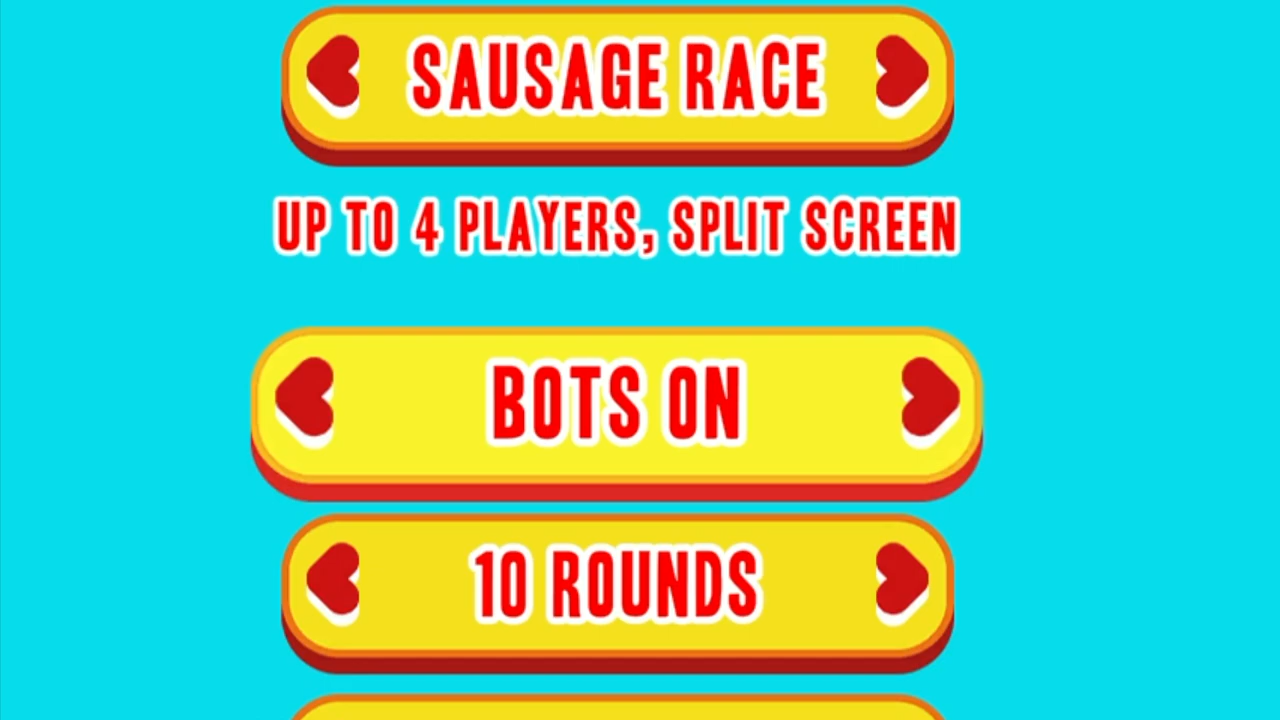 SAUSAGE RACE
UP TO 4 PLAYERS, SPLIT SCREEN
BOTS ON
10 ROUNDS